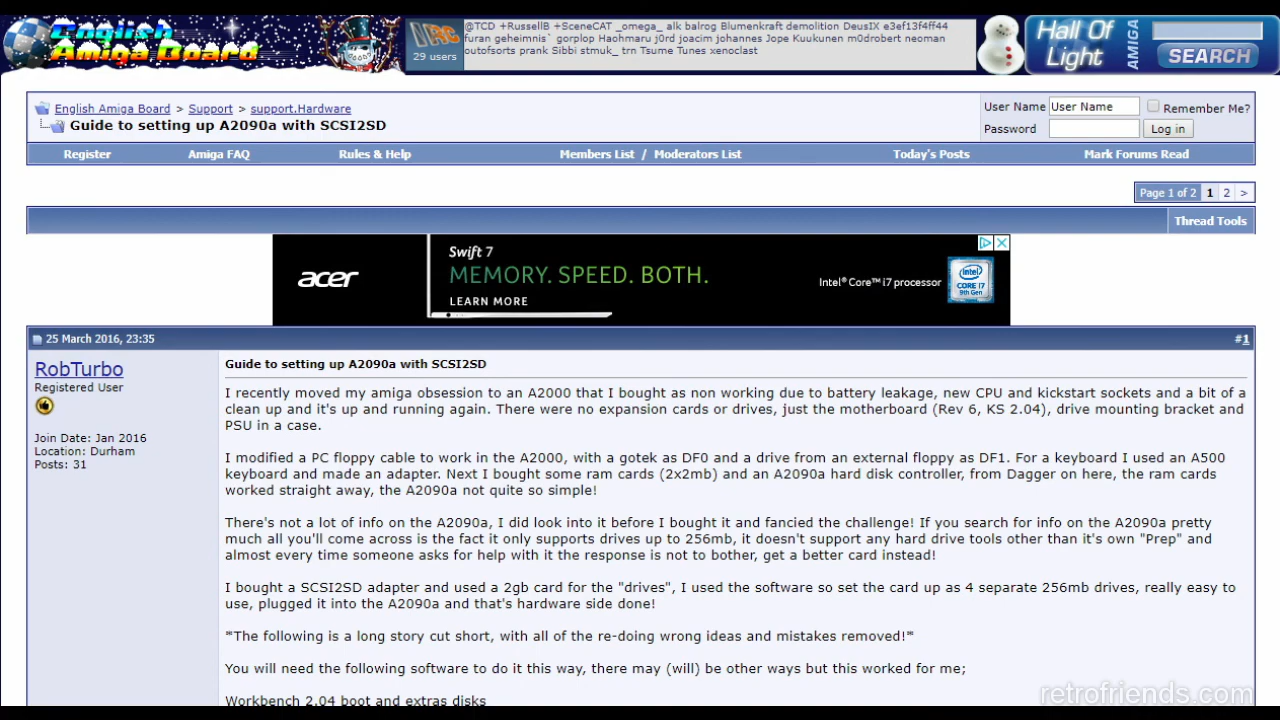 English
Amiga Board
IRC
29 users
@TCD +RussellB +SceneCAT _omega_ alk balrog Blumenkraft demolition DeusIX e3ef13f4ff44
furan geheimnis` gorplop Haohmaru j0rd joacim johannes Jope Kuukunen m0drobert neoman
outofsorts prank Sibbi stmuk_ trn Tsume Tunes xenoclast
Hall Of
Light
AMIGA
SEARCH
English Amiga Board > Support > support.Hardware
Guide to setting up A2090a with SCSI2SD
User Name User Name Remember Me?
Password Log in
Register Amiga FAQ Rules & Help Members List / Moderators List Today's Posts Mark Forums Read
Page 1 of 2 1 2 >
Thread Tools
acer
Swift 7
MEMORY. SPEED. BOTH.
LEARN MORE
Intel® Core™ i7 processor
intel
CORE i7
25 March 2016, 23:35 #1
RobTurbo
Registered User
Join Date: Jan 2016
Location: Durham
Posts: 31
Guide to setting up A2090a with SCSI2SD
I recently moved my amiga obsession to an A2000 that I bought as non working due to battery leakage, new CPU and kickstart sockets and a bit of a
clean up and it's up and running again. There were no expansion cards or drives, just the motherboard (Rev 6, KS 2.04), drive mounting bracket and
PSU in a case.
I modified a PC floppy cable to work in the A2000, with a gotek as DF0 and a drive from an external floppy as DF1. For a keyboard I used an A500
keyboard and made an adapter. Next I bought some ram cards (2x2mb) and an A2090a hard disk controller, from Dagger on here, the ram cards
worked straight away, the A2090a not quite so simple!
There's not a lot of info on the A2090a, I did look into it before I bought it and fancied the challenge! If you search for info on the A2090a pretty
much all you'll come across is the fact it only supports drives up to 256mb, it doesn't support any hard drive tools other than it's own "Prep" and
almost every time someone asks for help with it the response is not to bother, get a better card instead!
I bought a SCSI2SD adapter and used a 2gb card for the "drives", I used the software so set the card up as 4 separate 256mb drives, really easy to
use, plugged it into the A2090a and that's hardware side done!
*The following is a long story cut short, with all of the re-doing wrong ideas and mistakes removed!*
You will need the following software to do it this way, there may (will) be other ways but this worked for me;
Workbench 2.04 boot and extras disks
retrofriends.com